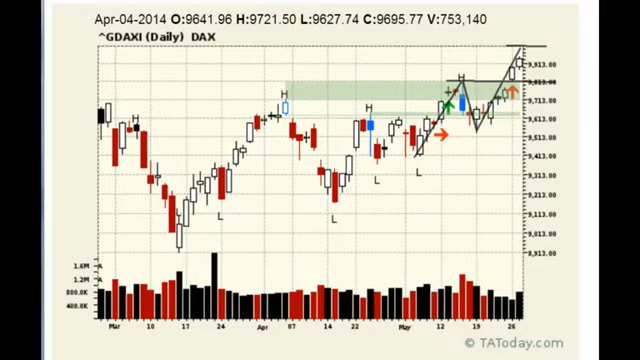 Apr-04-2014 O:9641.96 H:9721.50 L:9627.74 C:9695.77 V:753,140
^GDAXI (Daily) DAX
9,913.00
9,813.00
9,713.00
9,613.00
9,513.00
9,413.00
9,313.00
9,213.00
9,113.00
9,013.00
8,913.00
H
H
H
H
L
L
L
L
1.6M
A
1.2M
A
800.0K
400.0K
Mar 10 17 24 Apr 07 14 22 May 12 19 26
© TAToday.com